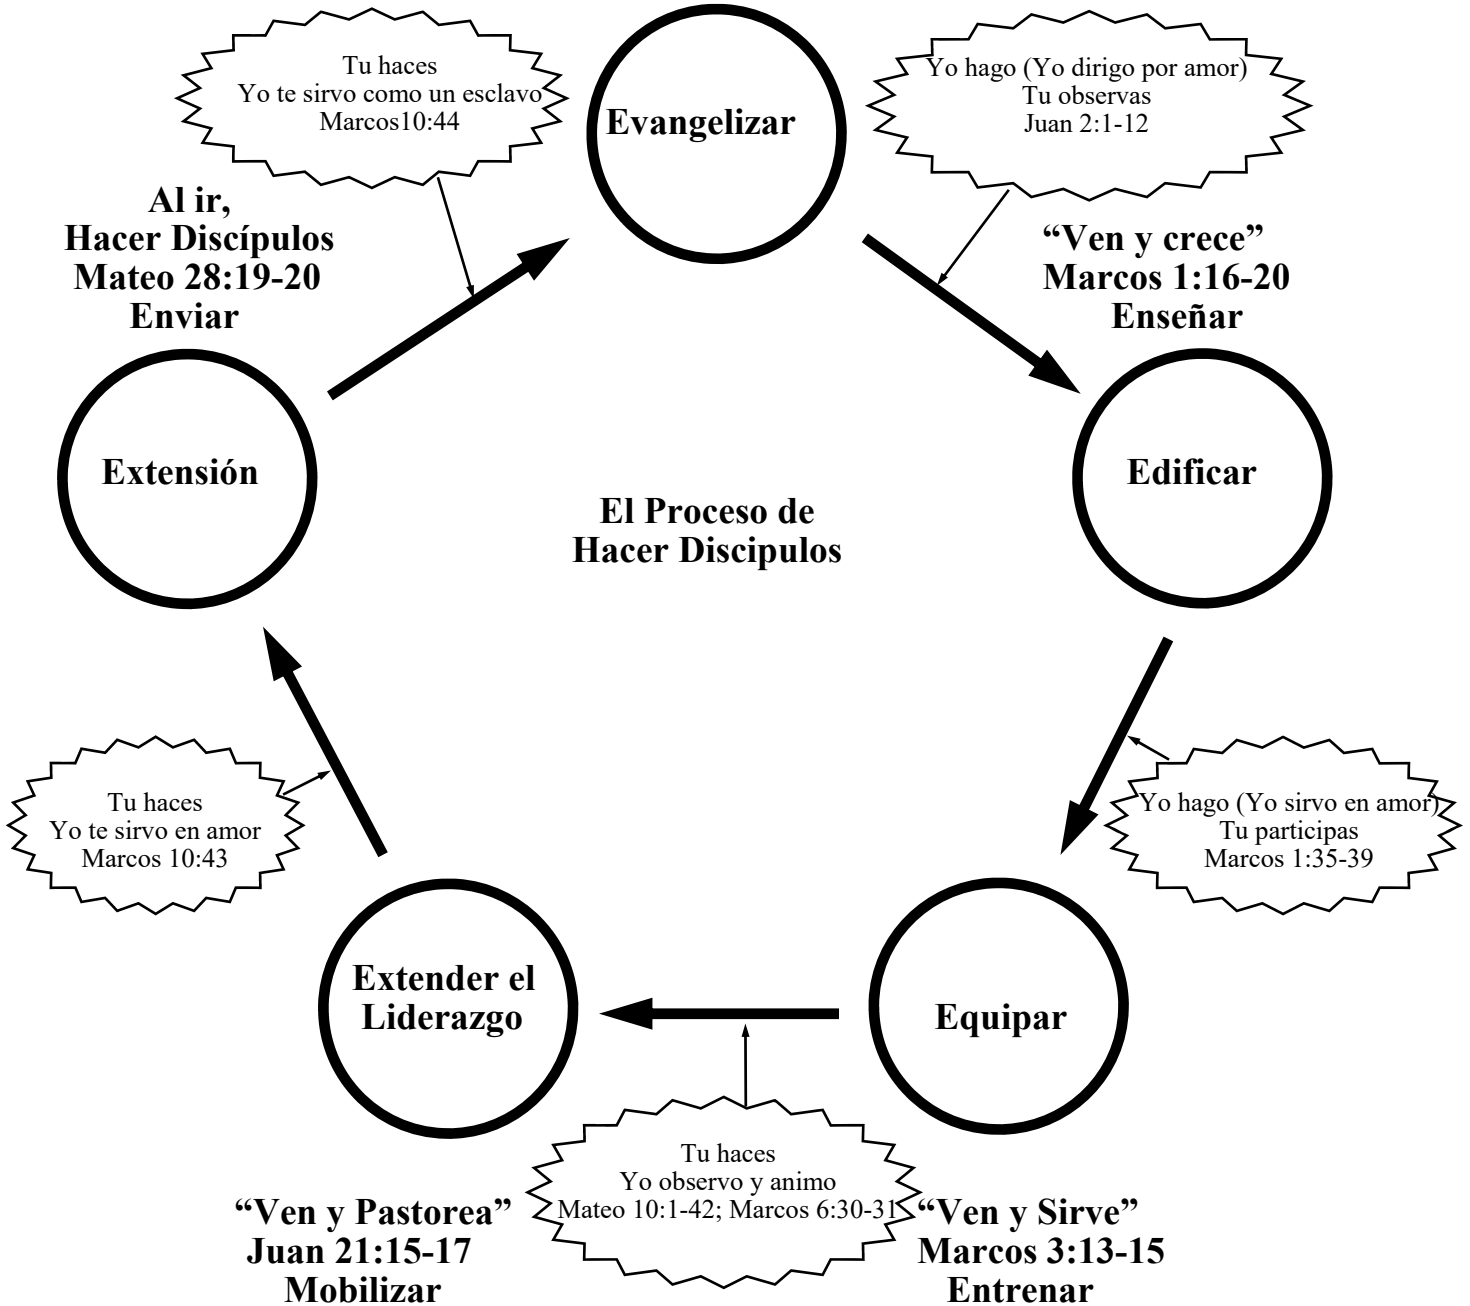 Tu haces
Yo te sirvo como un esclavo
Marcos10:44
Evangelizar
Yo hago (Yo dirigo por amor)
Tu observas
Juan 2:1-12
Al ir,
Hacer Discípulos
Mateo 28:19-20
Enviar
“Ven y crece”
Marcos 1:16-20
Enseñar
Extensión
Edificar
El Proceso de
Hacer Discipulos
Tu haces
Yo te sirvo en amor
Marcos 10:43
Yo hago (Yo sirvo en amor)
Tu participas
Marcos 1:35-39
Extender el
Liderazgo
Equipar
Tu haces
Yo observo y animo
Mateo 10:1-42; Marcos 6:30-31
“Ven y Pastorea”
Juan 21:15-17
Mobilizar
“Ven y Sirve”
Marcos 3:13-15
Entrenar